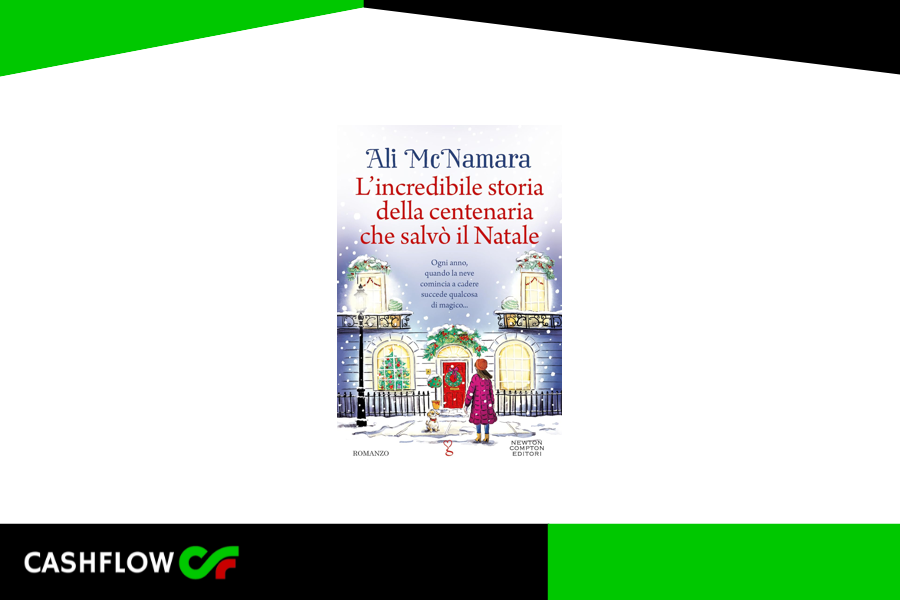 Ali McNamara
L'incredibile storia
della centenaria
che salvò il Natale
Ogni anno,
quando la neve
comincia a cadere
succede qualcosa
di magico...
ROMANZO
NEWTON
COMPTON
EDITORI
CASHFLOW